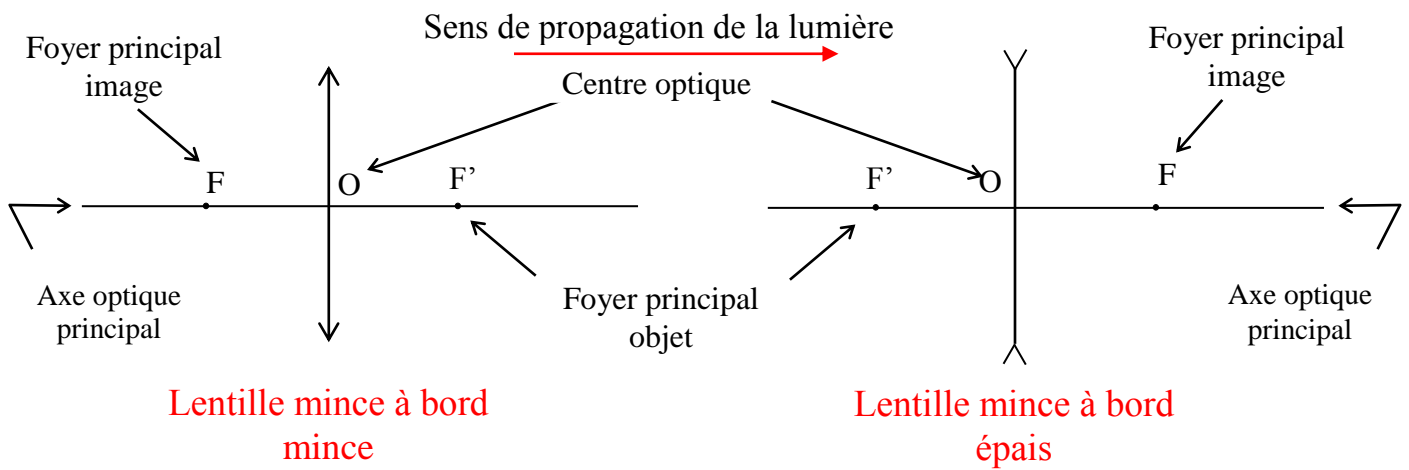 Sens de propagation de la lumière
Foyer principal
image
Centre optique
Foyer principal
image
F
O
F’
F’
O
F
Axe optique
principal
Foyer principal
objet
Axe optique
principal
Lentille mince à bord
mince
Lentille mince à bord
épais